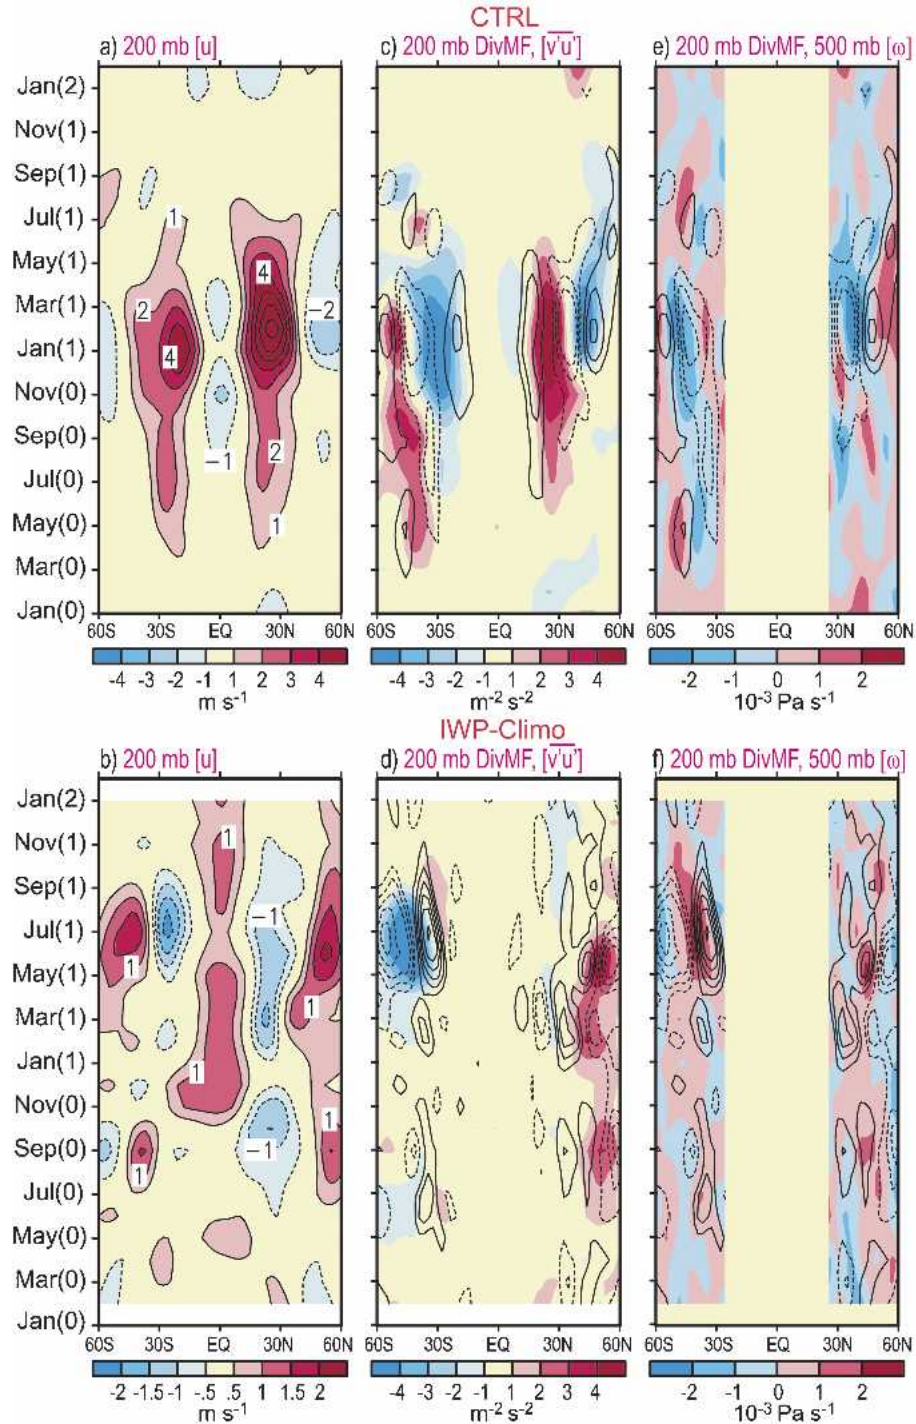 CTRL
a) 200 mb [u]
c) 200 mb DivMF, [v'u']
e) 200 mb DivMF, 500 mb [ω]
Jan(2)
Nov(1)
Sep(1)
Jul(1)
May(1)
Mar(1)
Jan(1)
Nov(0)
Sep(0)
Jul(0)
May(0)
Mar(0)
Jan(0)
1
4
2
−2
4
−1
2
1
60S 30S EQ 30N 60N
60S 30S EQ 30N 60N
60S 30S EQ 30N 60N
-4 -3 -2 -1 1 2 3 4
m s⁻¹
-4 -3 -2 -1 1 2 3 4
m⁻² s⁻²
-2 -1 0 1 2
10⁻³ Pa s⁻¹
IWP-Climo
b) 200 mb [u]
d) 200 mb DivMF, [v'u']
f) 200 mb DivMF, 500 mb [ω]
Jan(2)
Nov(1)
Sep(1)
Jul(1)
May(1)
Mar(1)
Jan(1)
Nov(0)
Sep(0)
Jul(0)
May(0)
Mar(0)
Jan(0)
1
−1
1
1
1
1
−1
1
60S 30S EQ 30N 60N
60S 30S EQ 30N 60N
60S 30S EQ 30N 60N
-2 -1.5 -1 -.5 .5 1 1.5 2
m s⁻¹
-4 -3 -2 -1 1 2 3 4
m⁻² s⁻²
-2 -1 0 1 2
10⁻³ Pa s⁻¹